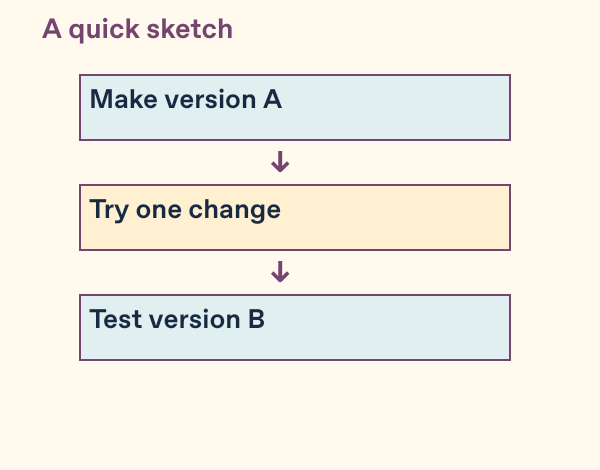 A quick sketch
Make version A
↓
Try one change
↓
Test version B